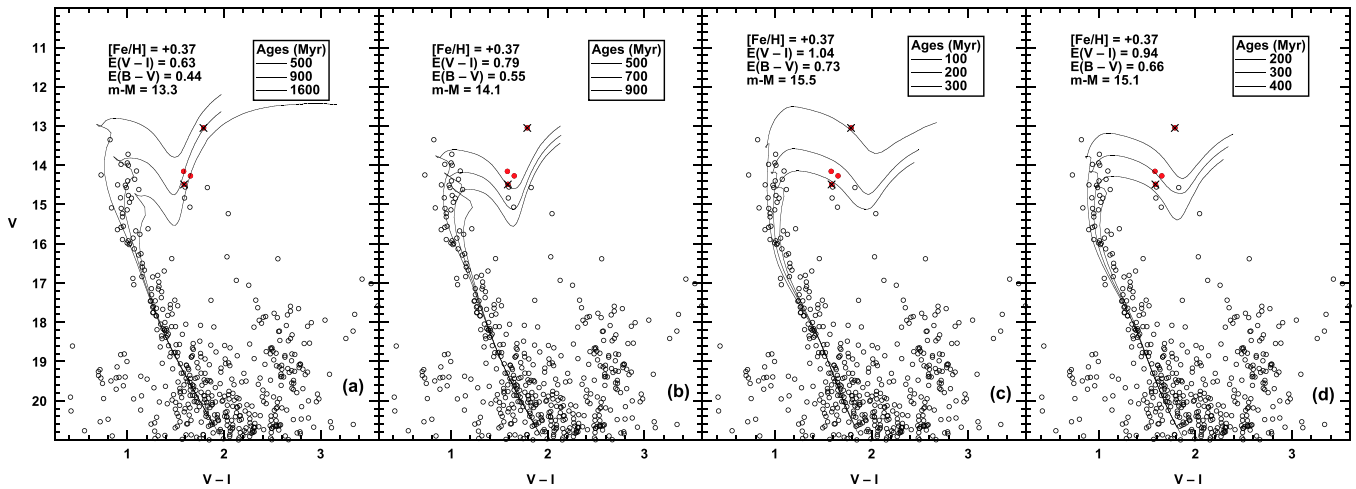 [Fe/H] = +0.37
E(V – I) = 0.63
E(B – V) = 0.44
m-M = 13.3
Ages (Myr)
500
900
1600
(a)
[Fe/H] = +0.37
E(V – I) = 0.79
E(B – V) = 0.55
m-M = 14.1
Ages (Myr)
500
700
900
(b)
[Fe/H] = +0.37
E(V – I) = 1.04
E(B – V) = 0.73
m-M = 15.5
Ages (Myr)
100
200
300
(c)
[Fe/H] = +0.37
E(V – I) = 0.94
E(B – V) = 0.66
m-M = 15.1
Ages (Myr)
200
300
400
(d)
11
12
13
14
15
16
17
18
19
20
V
1 2 3
1 2 3
1 2 3
1 2 3
V – I
V – I
V – I
V – I